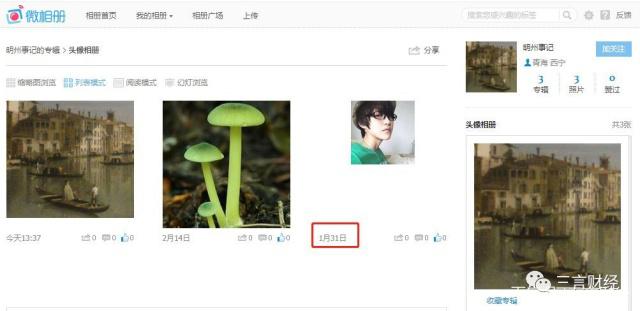 微相册 相册首页 我的相册 相册广场 上传 搜索您感兴趣的标签 反馈
明州事记的专辑 > 头像相册 分享
缩略图浏览 列表模式 阅读模式 幻灯浏览
明州事记 加关注
青海 西宁
3 3 0
专辑 照片 赞过
头像相册 共3张
今天13:37 0 0 0
2月14日 0 0 0
1月31日 0 0 0
三言财经
收藏专辑